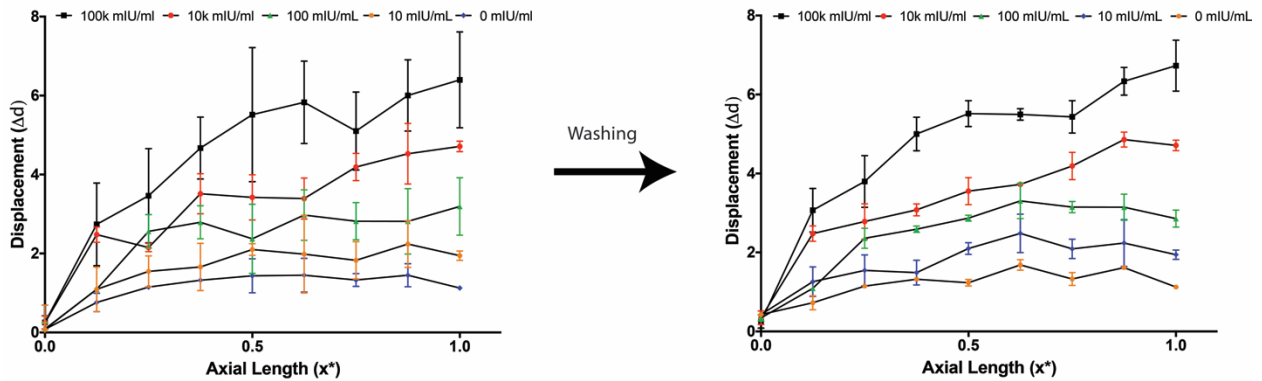 100k mIU/ml 10k mIU/ml 100 mIU/mL 10 mIU/mL 0 mIU/ml
8
6
4
2
0
0.0 0.5 1.0
Displacement (Δd)
Axial Length (x*)
Washing
100k mIU/ml 10k mIU/ml 100 mIU/mL 10 mIU/mL 0 mIU/mL
8
6
4
2
0
0.0 0.5 1.0
Displacement (Δd)
Axial Length (x*)